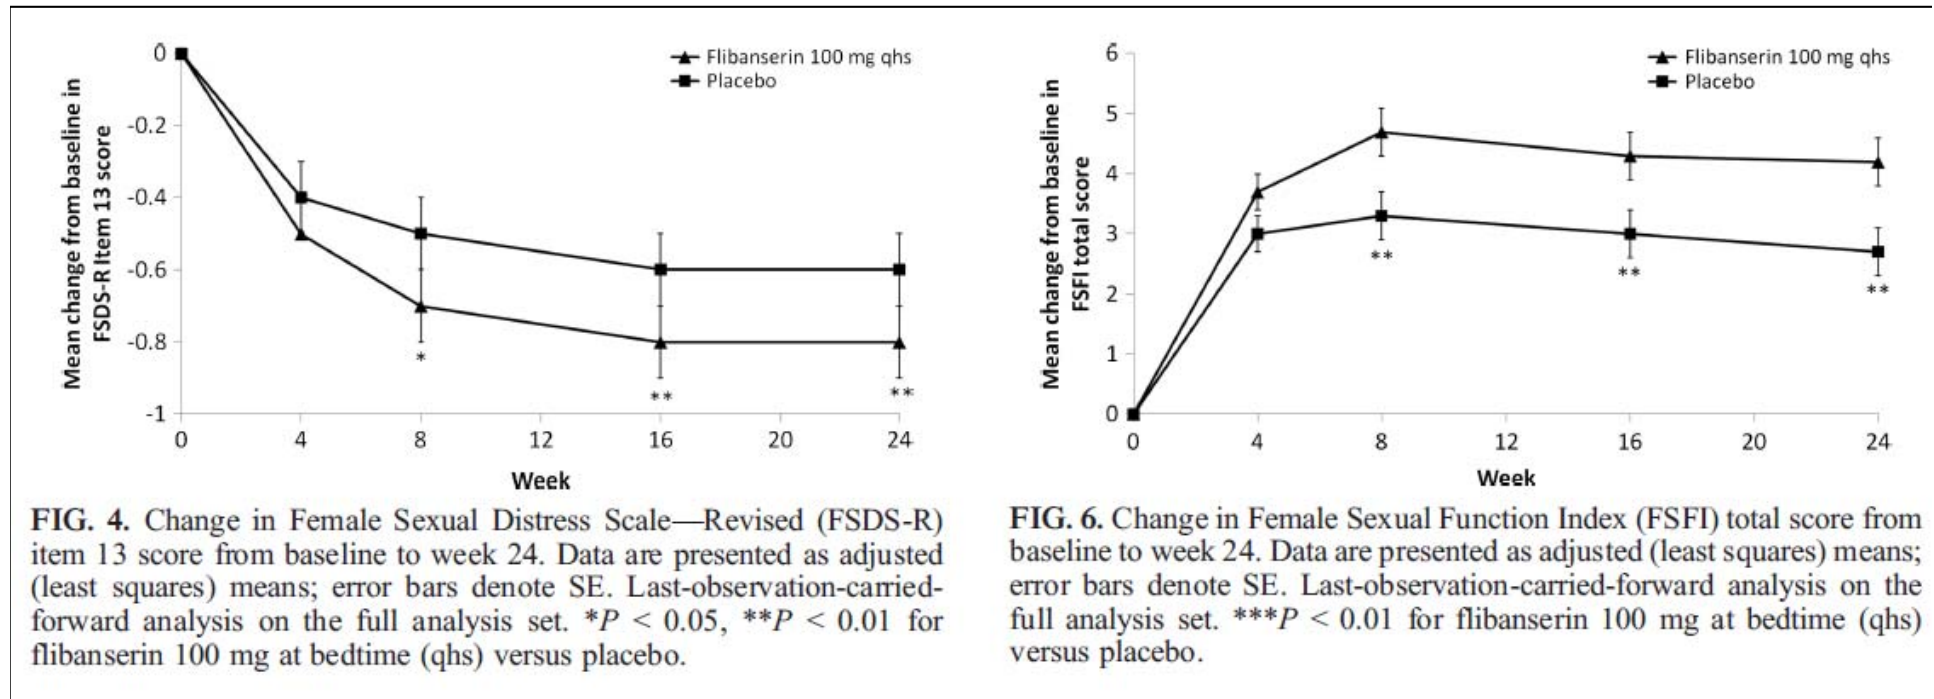 0
-0.2
-0.4
-0.6
-0.8
-1
Mean change from baseline in
FSDS-R Item 13 score
Flibanserin 100 mg qhs
Placebo
*
**
**
0 4 8 12 16 20 24
Week
FIG. 4. Change in Female Sexual Distress Scale—Revised (FSDS-R)
item 13 score from baseline to week 24. Data are presented as adjusted
(least squares) means; error bars denote SE. Last-observation-carried-
forward analysis on the full analysis set. *P < 0.05, **P < 0.01 for
flibanserin 100 mg at bedtime (qhs) versus placebo.
6
5
4
3
2
1
0
Mean change from baseline in
FSFI total score
Flibanserin 100 mg qhs
Placebo
**
**
**
0 4 8 12 16 20 24
Week
FIG. 6. Change in Female Sexual Function Index (FSFI) total score from
baseline to week 24. Data are presented as adjusted (least squares) means;
error bars denote SE. Last-observation-carried-forward analysis on the
full analysis set. ***P < 0.01 for flibanserin 100 mg at bedtime (qhs)
versus placebo.